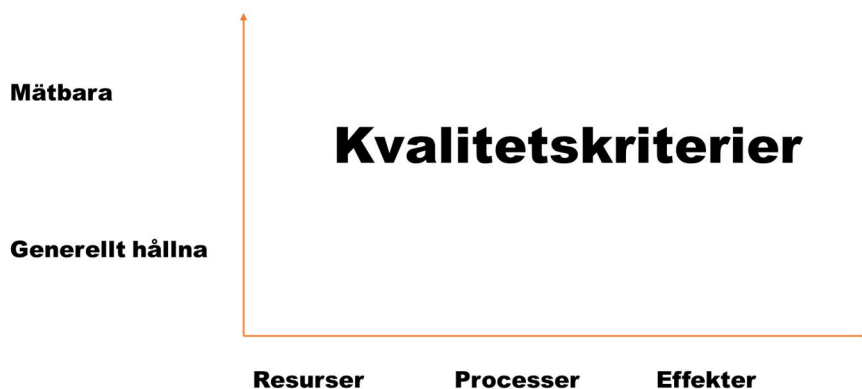 Mätbara
Kvalitetskriterier
Generellt hållna
Resurser Processer Effekter